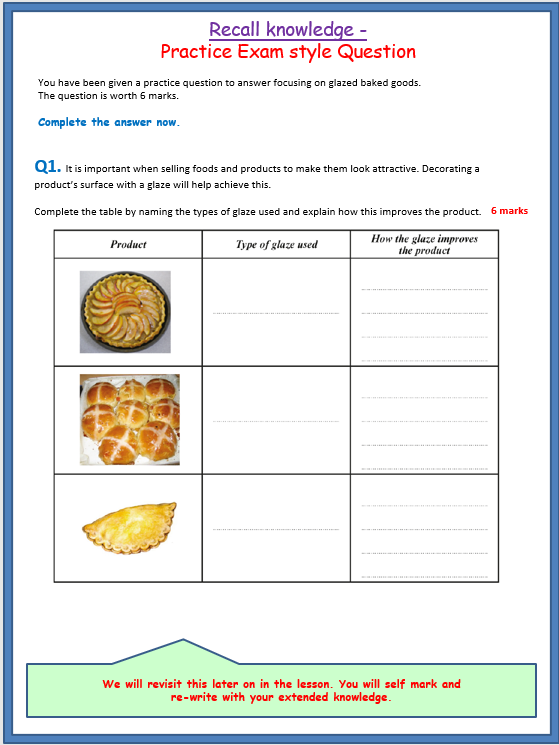 Recall knowledge -
Practice Exam style Question
You have been given a practice question to answer focusing on glazed baked goods.
The question is worth 6 marks.
Complete the answer now.
Q1. It is important when selling foods and products to make them look attractive. Decorating a
product’s surface with a glaze will help achieve this.
Complete the table by naming the types of glaze used and explain how this improves the product. 6 marks
Product Type of glaze used How the glaze improves
the product
We will revisit this later on in the lesson. You will self mark and
re-write with your extended knowledge.